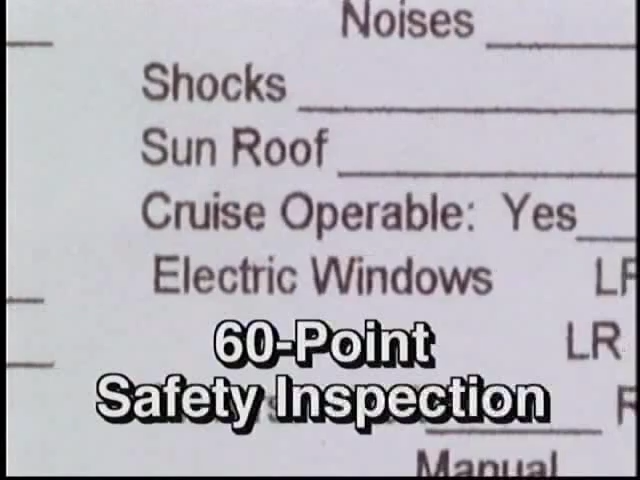 Noises
Shocks
Sun Roof
Cruise Operable: Yes
Electric Windows LF
LR
60-Point
Safety Inspection
Manual